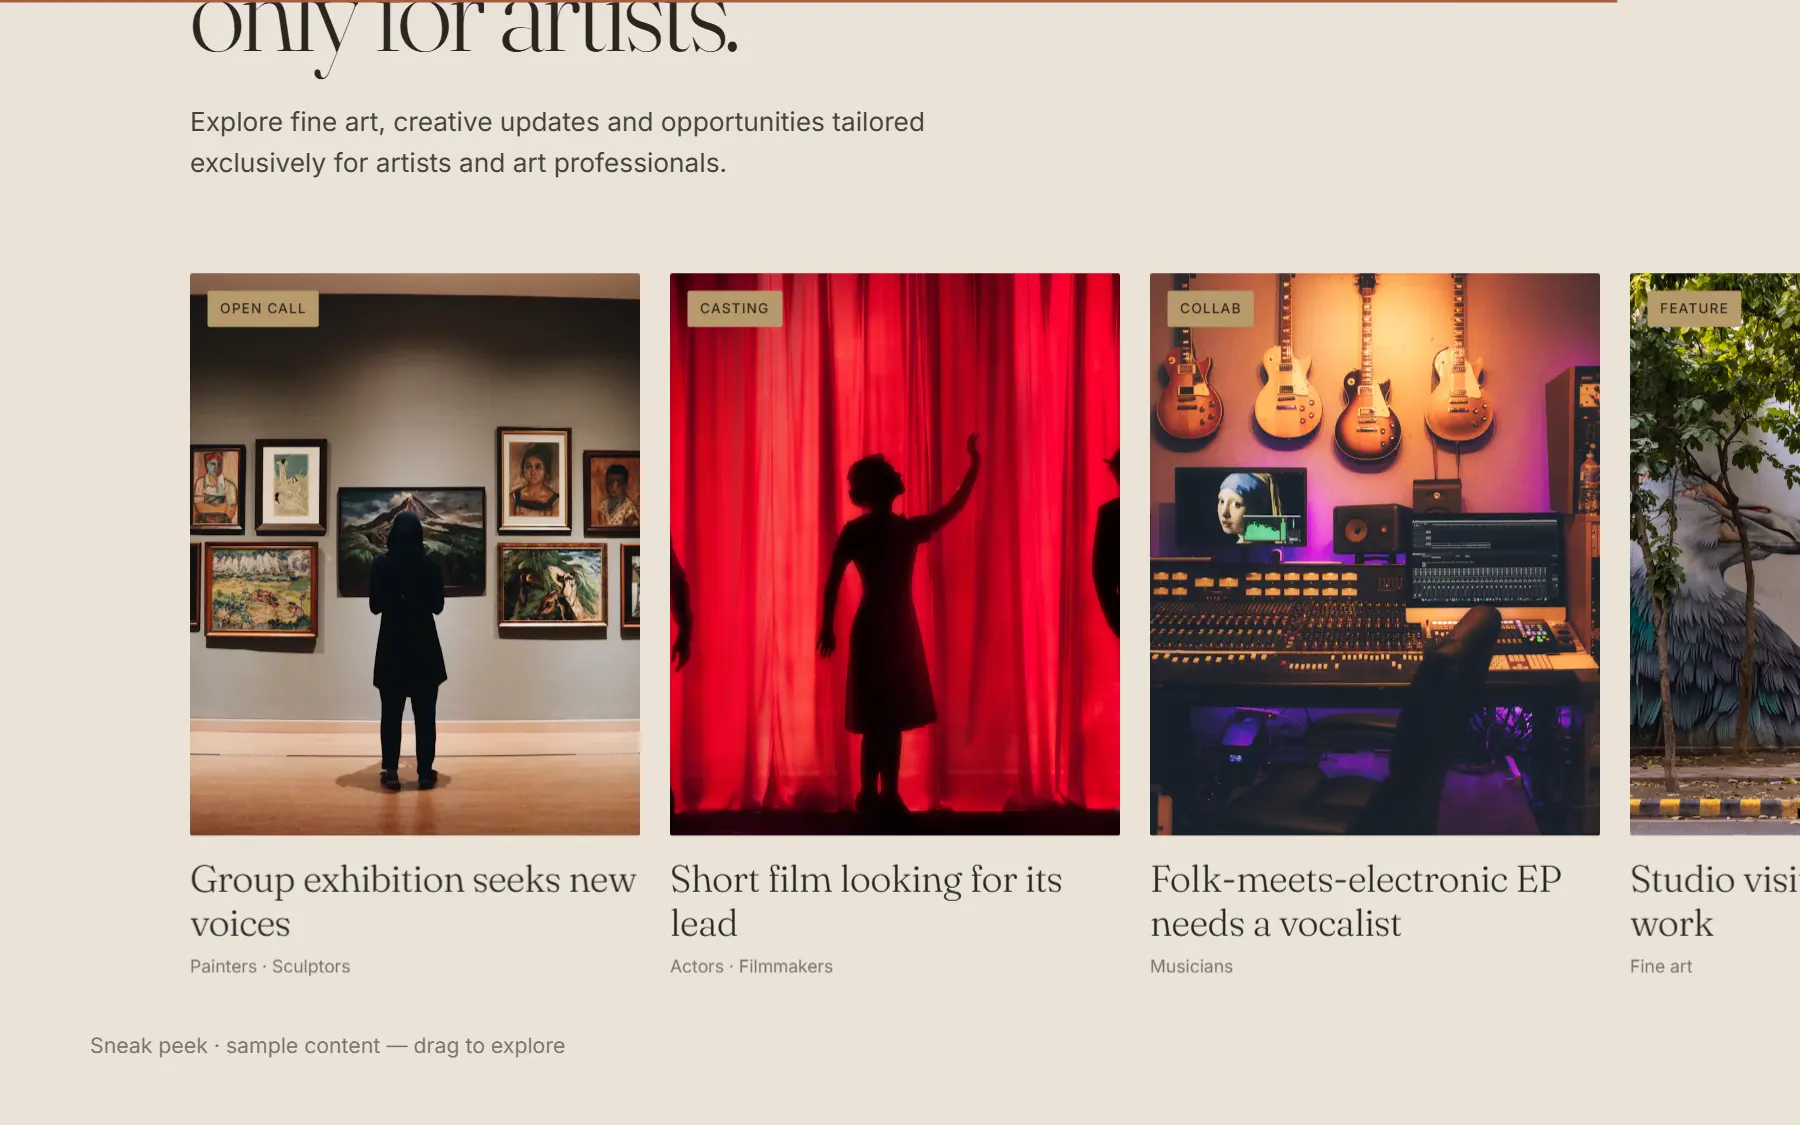 only for artists.
Explore fine art, creative updates and opportunities tailored
exclusively for artists and art professionals.
OPEN CALL
CASTING
COLLAB
FEATURE
Group exhibition seeks new
voices
Painters · Sculptors
Short film looking for its
lead
Actors · Filmmakers
Folk-meets-electronic EP
needs a vocalist
Musicians
Studio
work
Fine art
Sneak peek · sample content — drag to explore